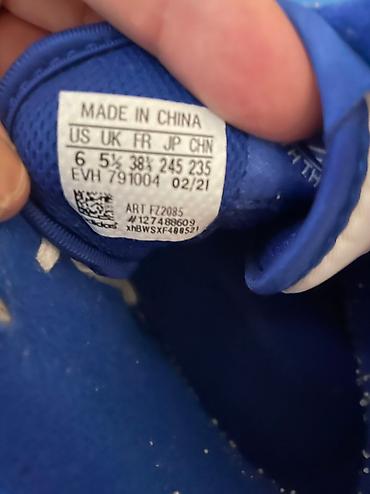 MADE IN CHINA
US UK FR JP CHN
6 5½ 38⅔ 245 235
EVH 791004 02/21
ART FZ2085
#127488609
adidas